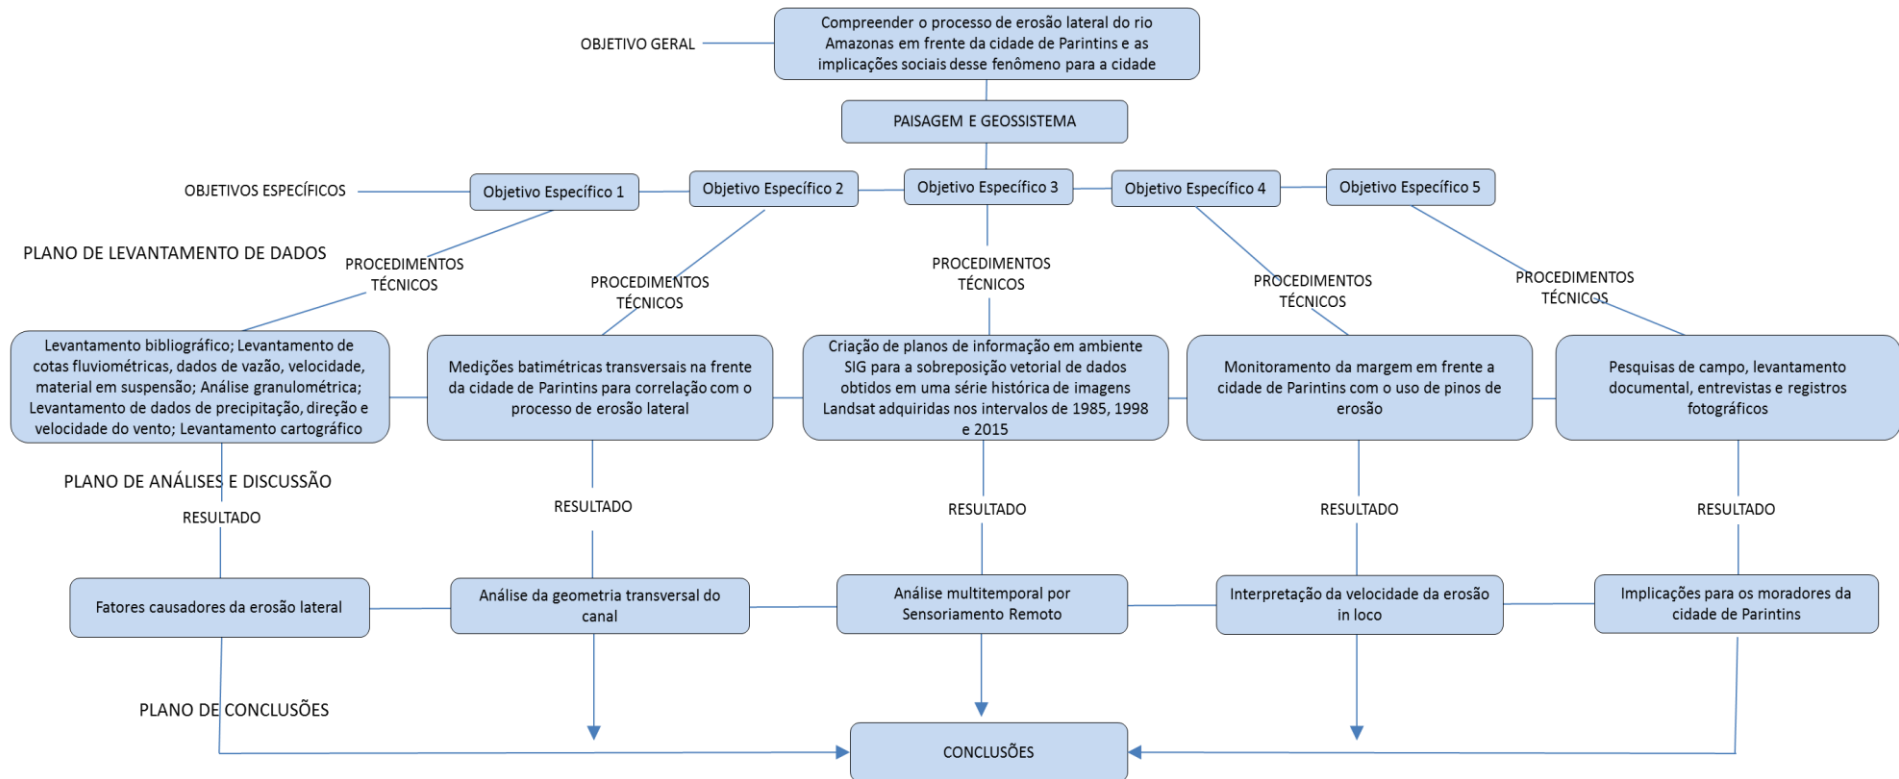 Compreender o processo de erosão lateral do rio
Amazonas em frente da cidade de Parintins e as
implicações sociais desse fenômeno para a cidade
OBJETIVO GERAL
PAISAGEM E GEOSSISTEMA
OBJETIVOS ESPECÍFICOS
Objetivo Específico 1
Objetivo Específico 2
Objetivo Específico 3
Objetivo Específico 4
Objetivo Específico 5
PLANO DE LEVANTAMENTO DE DADOS
PROCEDIMENTOS
TÉCNICOS
PROCEDIMENTOS
TÉCNICOS
PROCEDIMENTOS
TÉCNICOS
PROCEDIMENTOS
TÉCNICOS
PROCEDIMENTOS
TÉCNICOS
Levantamento bibliográfico; Levantamento de
cotas fluviométricas, dados de vazão, velocidade,
material em suspensão; Análise granulométrica;
Levantamento de dados de precipitação, direção e
velocidade do vento; Levantamento cartográfico
Medições batimétricas transversais na frente
da cidade de Parintins para correlação com o
processo de erosão lateral
Criação de planos de informação em ambiente
SIG para a sobreposição vetorial de dados
obtidos em uma série histórica de imagens
Landsat adquiridas nos intervalos de 1985, 1998
e 2015
Monitoramento da margem em frente a
cidade de Parintins com o uso de pinos de
erosão
Pesquisas de campo, levantamento
documental, entrevistas e registros
fotográficos
PLANO DE ANÁLISES E DISCUSSÃO
RESULTADO
RESULTADO
RESULTADO
RESULTADO
RESULTADO
Fatores causadores da erosão lateral
Análise da geometria transversal do
canal
Análise multitemporal por
Sensoriamento Remoto
Interpretação da velocidade da erosão
in loco
Implicações para os moradores da
cidade de Parintins
PLANO DE CONCLUSÕES
CONCLUSÕES